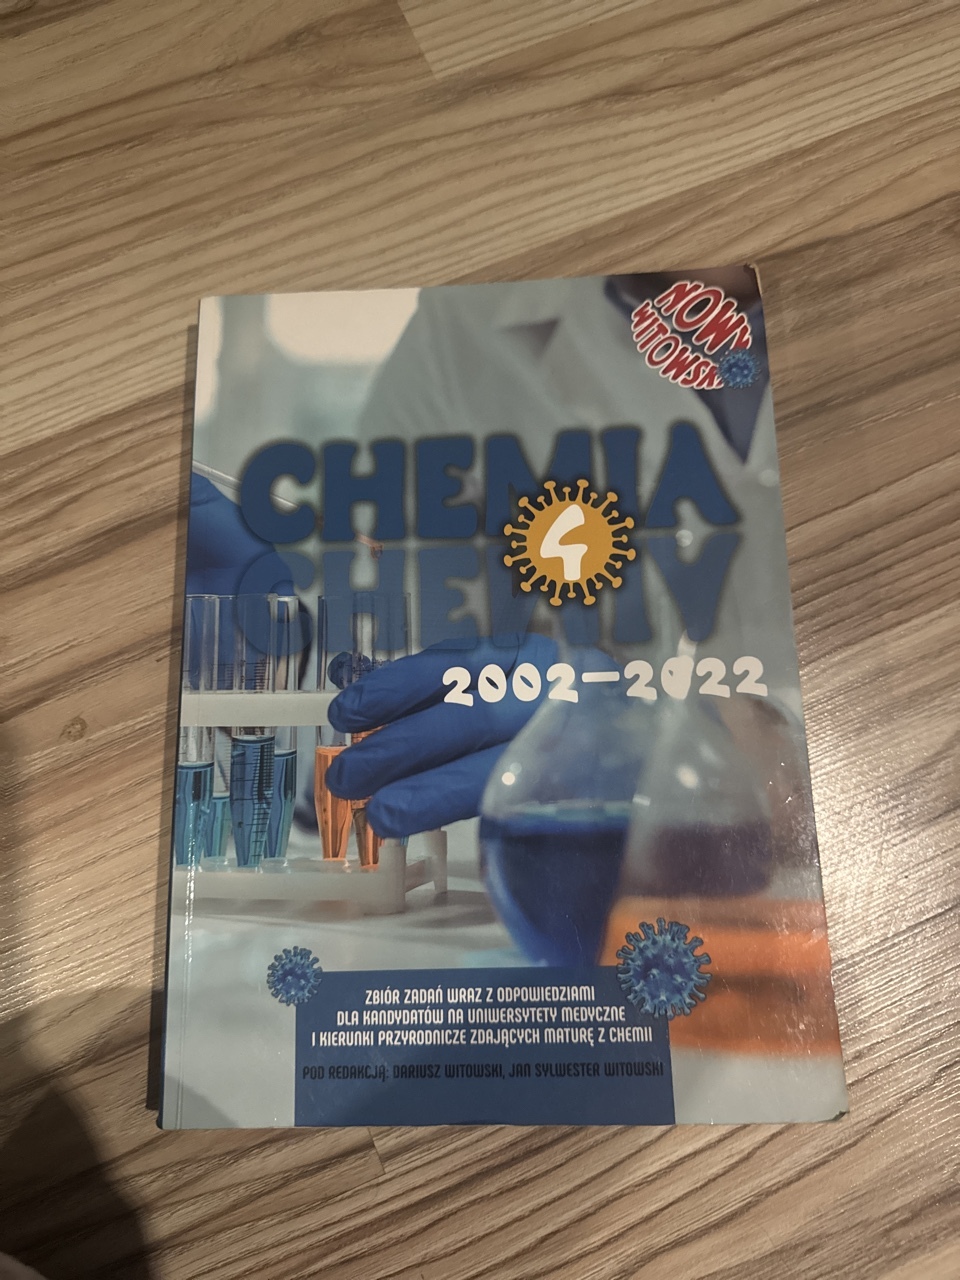 NOWY
WITOWSKI
CHEMIA
4
2002-2022
ZBIÓR ZADAŃ WRAZ Z ODPOWIEDZIAMI
DLA KANDYDATÓW NA UNIWERSYTETY MEDYCZNE
I KIERUNKI PRZYRODNICZE ZDAJĄCYCH MATURĘ Z CHEMII
POD REDAKCJĄ: DARIUSZ WITOWSKI, JAN SYLWESTER WITOWSKI